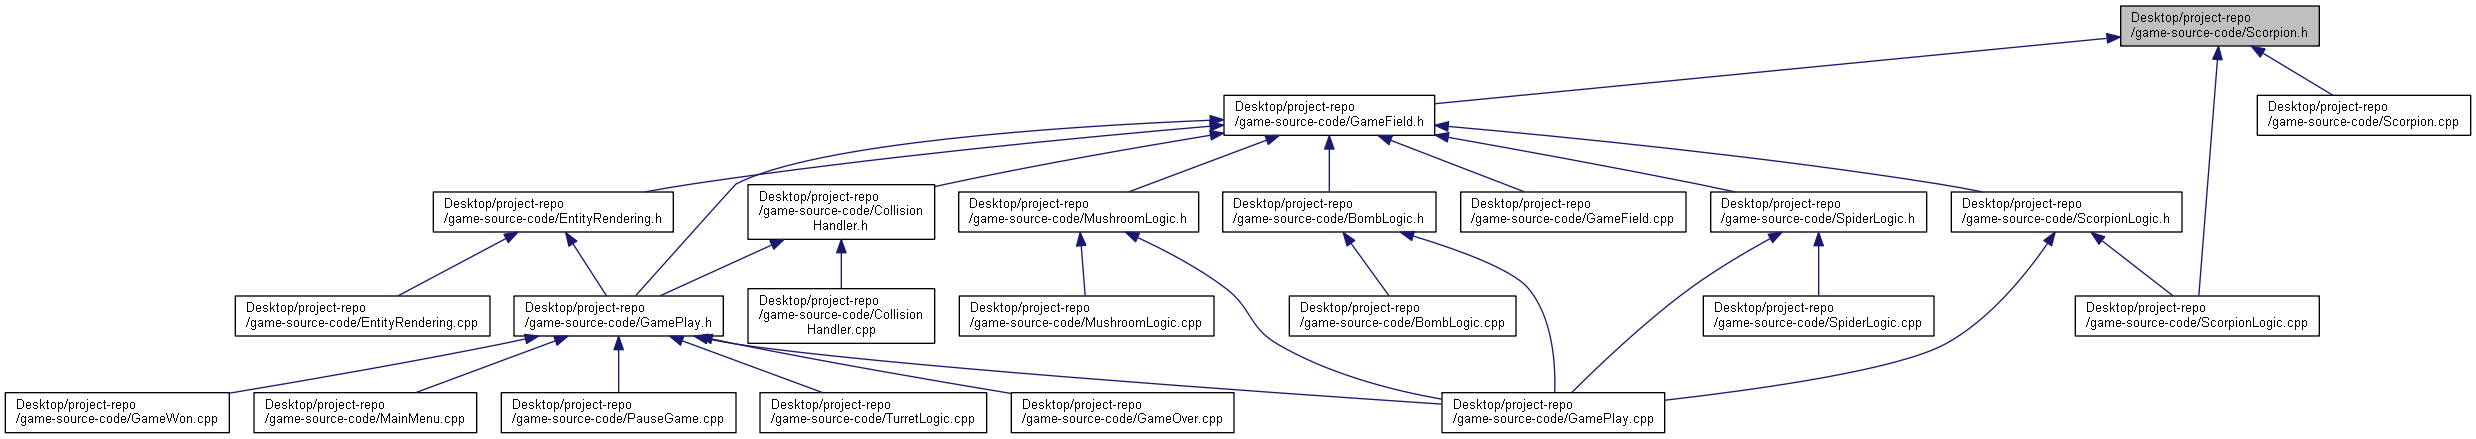 Desktop/project-repo
/game-source-code/Scorpion.h
Desktop/project-repo
/game-source-code/GameField.h
Desktop/project-repo
/game-source-code/Scorpion.cpp
Desktop/project-repo
/game-source-code/EntityRendering.h
Desktop/project-repo
/game-source-code/Collision
Handler.h
Desktop/project-repo
/game-source-code/MushroomLogic.h
Desktop/project-repo
/game-source-code/BombLogic.h
Desktop/project-repo
/game-source-code/GameField.cpp
Desktop/project-repo
/game-source-code/SpiderLogic.h
Desktop/project-repo
/game-source-code/ScorpionLogic.h
Desktop/project-repo
/game-source-code/EntityRendering.cpp
Desktop/project-repo
/game-source-code/GamePlay.h
Desktop/project-repo
/game-source-code/Collision
Handler.cpp
Desktop/project-repo
/game-source-code/MushroomLogic.cpp
Desktop/project-repo
/game-source-code/BombLogic.cpp
Desktop/project-repo
/game-source-code/SpiderLogic.cpp
Desktop/project-repo
/game-source-code/ScorpionLogic.cpp
Desktop/project-repo
/game-source-code/GameWon.cpp
Desktop/project-repo
/game-source-code/MainMenu.cpp
Desktop/project-repo
/game-source-code/PauseGame.cpp
Desktop/project-repo
/game-source-code/TurretLogic.cpp
Desktop/project-repo
/game-source-code/GameOver.cpp
Desktop/project-repo
/game-source-code/GamePlay.cpp